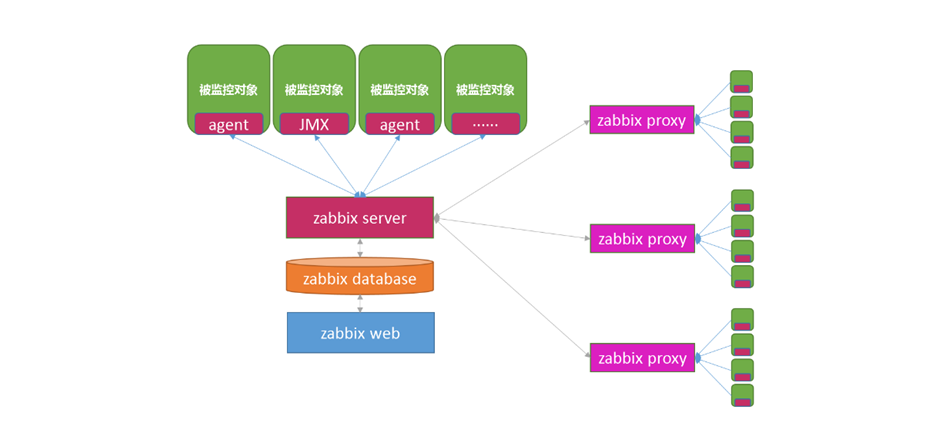 被监控对象
被监控对象
被监控对象
被监控对象
agent
JMX
agent
······
zabbix server
zabbix database
zabbix web
zabbix proxy
zabbix proxy
zabbix proxy